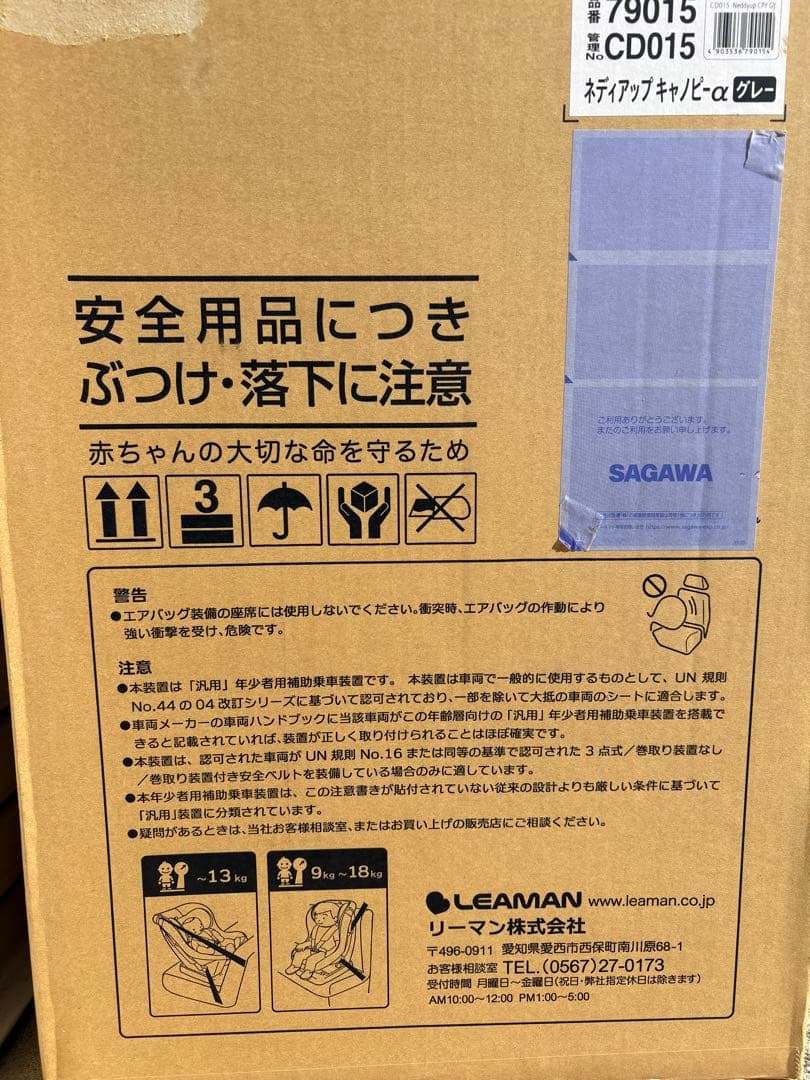 品番 79015
管理No CD015
CD015 Neddyup CPY GY
4 903536 790154
ネディアップキャノピーα グレー
ご利用ありがとうございます。
またのご利用をお願い申し上げます。
SAGAWA
安全用品につき
ぶつけ・落下に注意
赤ちゃんの大切な命を守るため
3
警告
●エアバッグ装備の座席には使用しないでください。衝突時、エアバッグの作動により
強い衝撃を受け、危険です。
注意
●本装置は「汎用」年少者用補助乗車装置です。 本装置は車両で一般的に使用するものとして、UN 規則
No.44 の 04 改訂シリーズに基づいて認可されており、一部を除いて大抵の車両のシートに適合します。
●車両メーカーの車両ハンドブックに当該車両がこの年齢層向けの「汎用」年少者用補助乗車装置を搭載で
きると記載されていれば、装置が正しく取り付けられることはほぼ確実です。
●本装置は、認可された車両が UN 規則 No.16 または同等の基準で認可された 3 点式／巻取り装置なし
／巻取り装置付き安全ベルトを装備している場合のみに適しています。
●本年少者用補助乗車装置は、この注意書きが貼付されていない従来の設計よりも厳しい条件に基づいて
「汎用」装置に分類されています。
●疑問があるときは、当社お客様相談室、またはお買い上げの販売店にご相談ください。
~13kg
9kg~18kg
LEAMAN www.leaman.co.jp
リーマン株式会社
〒496-0911 愛知県愛西市西保町南川原68-1
お客様相談室 TEL.(0567)27-0173
受付時間 月曜日～金曜日(祝日・弊社指定休日は除きます)
AM10:00～12:00 PM1:00～5:00